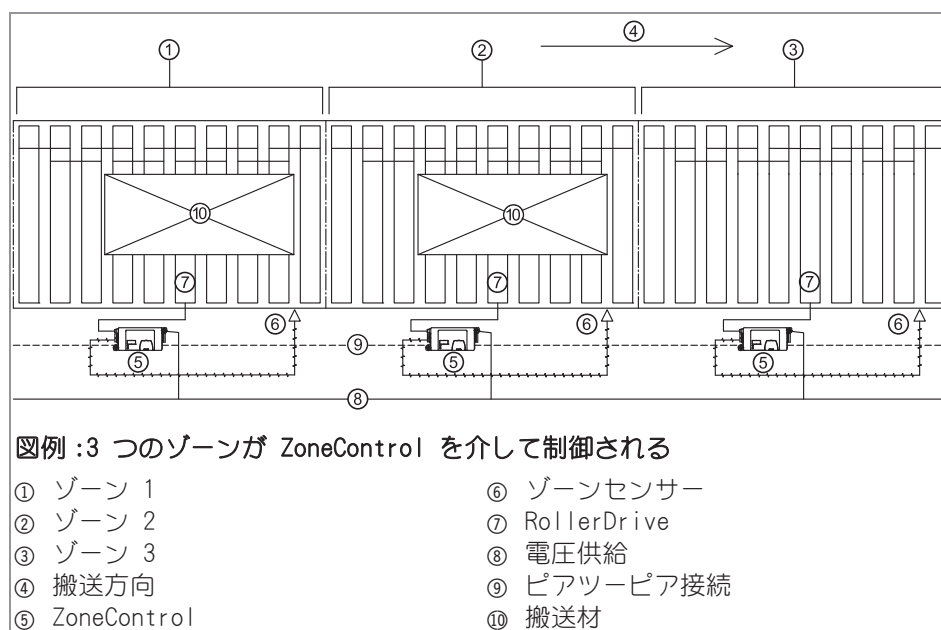 ① ② ④ ③
⑩ ⑩
⑦ ⑦ ⑦
⑥ ⑥ ⑥
⑨
⑤ ⑤ ⑤
⑧
図例 :3 つのゾーンが ZoneControl を介して制御される
① ゾーン 1
② ゾーン 2
③ ゾーン 3
④ 搬送方向
⑤ ZoneControl
⑥ ゾーンセンサー
⑦ RollerDrive
⑧ 電圧供給
⑨ ピアツーピア接続
⑩ 搬送材